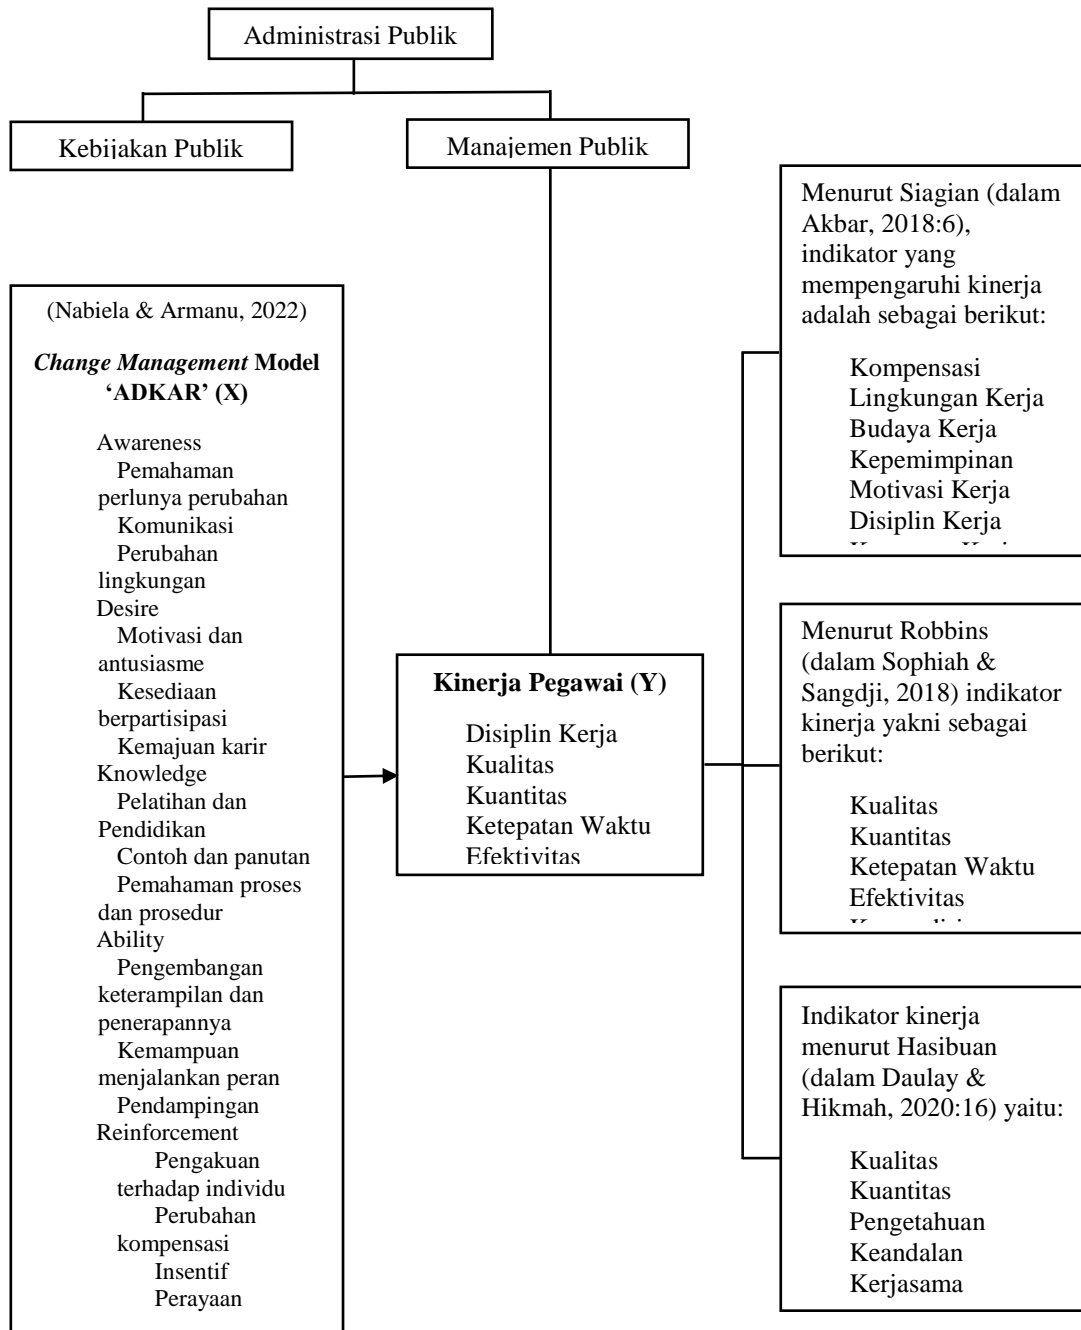 Administrasi Publik
Kebijakan Publik
Manajemen Publik
(Nabiela & Armanu, 2022)
Change Management Model
‘ADKAR’ (X)
Awareness
Pemahaman
perlunya perubahan
Komunikasi
Perubahan
lingkungan
Desire
Motivasi dan
antusiasme
Kesediaan
berpartisipasi
Kemajuan karir
Knowledge
Pelatihan dan
Pendidikan
Contoh dan panutan
Pemahaman proses
dan prosedur
Ability
Pengembangan
keterampilan dan
penerapannya
Kemampuan
menjalankan peran
Pendampingan
Reinforcement
Pengakuan
terhadap individu
Perubahan
kompensasi
Insentif
Perayaan
Kinerja Pegawai (Y)
Disiplin Kerja
Kualitas
Kuantitas
Ketepatan Waktu
Efektivitas
Menurut Siagian (dalam
Akbar, 2018:6),
indikator yang
mempengaruhi kinerja
adalah sebagai berikut:
Kompensasi
Lingkungan Kerja
Budaya Kerja
Kepemimpinan
Motivasi Kerja
Disiplin Kerja
Menurut Robbins
(dalam Sophiah &
Sangdji, 2018) indikator
kinerja yakni sebagai
berikut:
Kualitas
Kuantitas
Ketepatan Waktu
Efektivitas
Indikator kinerja
menurut Hasibuan
(dalam Daulay &
Hikmah, 2020:16) yaitu:
Kualitas
Kuantitas
Pengetahuan
Keandalan
Kerjasama